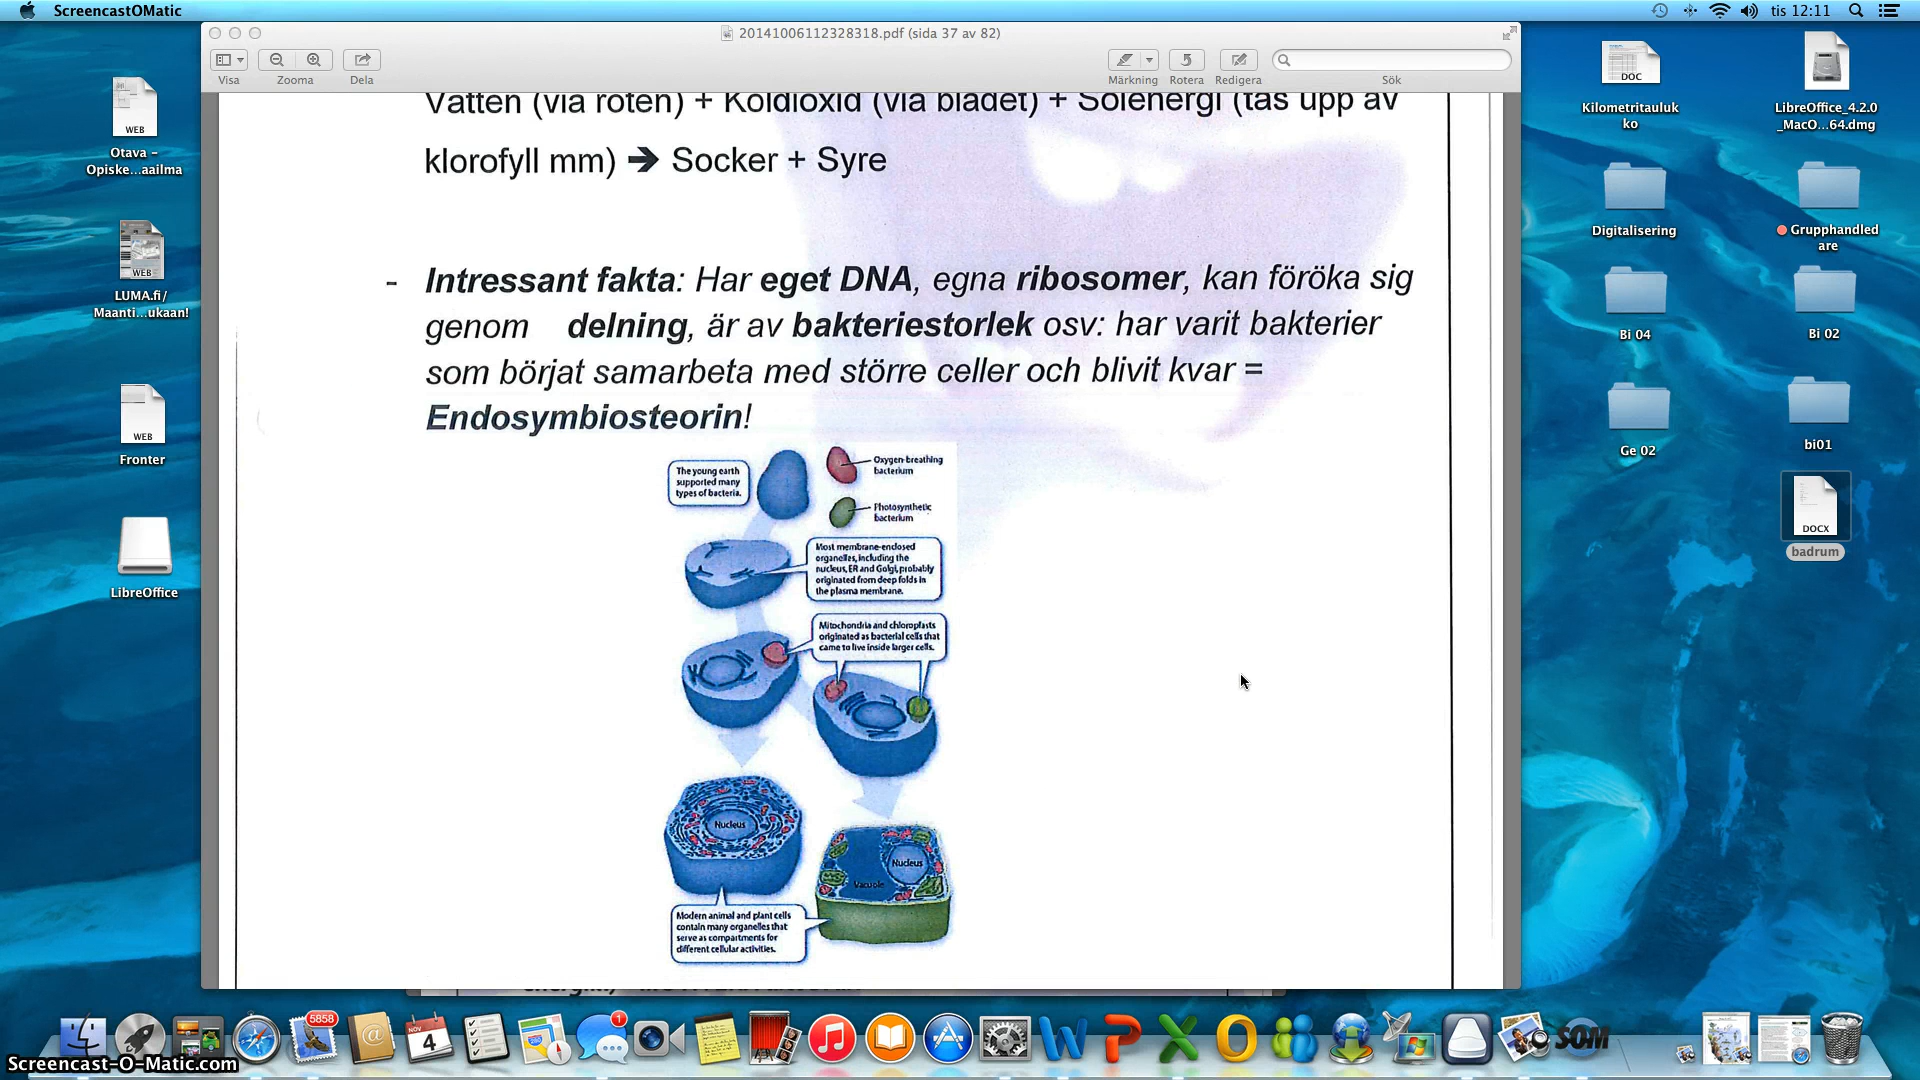 ScreencastOMatic
tis 12:11
20141006112328318.pdf (sida 37 av 82)
Visa
Zooma
Dela
Märkning
Rotera
Redigera
Sök
Vatten (via roten) + Koldioxid (via bladet) + Solenergi (tas upp av
klorofyll mm) ➔ Socker + Syre
- Intressant fakta: Har eget DNA, egna ribosomer, kan föröka sig
genom delning, är av bakteriestorlek osv: har varit bakterier
som börjat samarbeta med större celler och blivit kvar =
Endosymbiosteorin!
The young earth
supported many
types of bacteria.
Oxygen-breathing
bacterium
Photosynthetic
bacterium
Most membrane-enclosed
organelles, including the
nucleus, ER and Golgi, probably
originated from deep folds in
the plasma membrane.
Mitochondria and chloroplasts
originated as bacterial cells that
came to live inside larger cells.
Nucleus
Nucleus
Vacuole
Modern animal and plant cells
contain many organelles that
serve as compartments for
different cellular activities.
WEB
Otava –
Opiske...aailma
WEB
LUMA.fi/
Maanti...ukaan!
WEB
Fronter
LibreOffice
DOC
Kilometritauluk
ko
LibreOffice_4.2.0
_MacO...64.dmg
Digitalisering
Grupphandled
are
Bi 04
Bi 02
Ge 02
bi01
DOCX
badrum
5858
NOV
4
1
SOM
Screencast-O-Matic.com